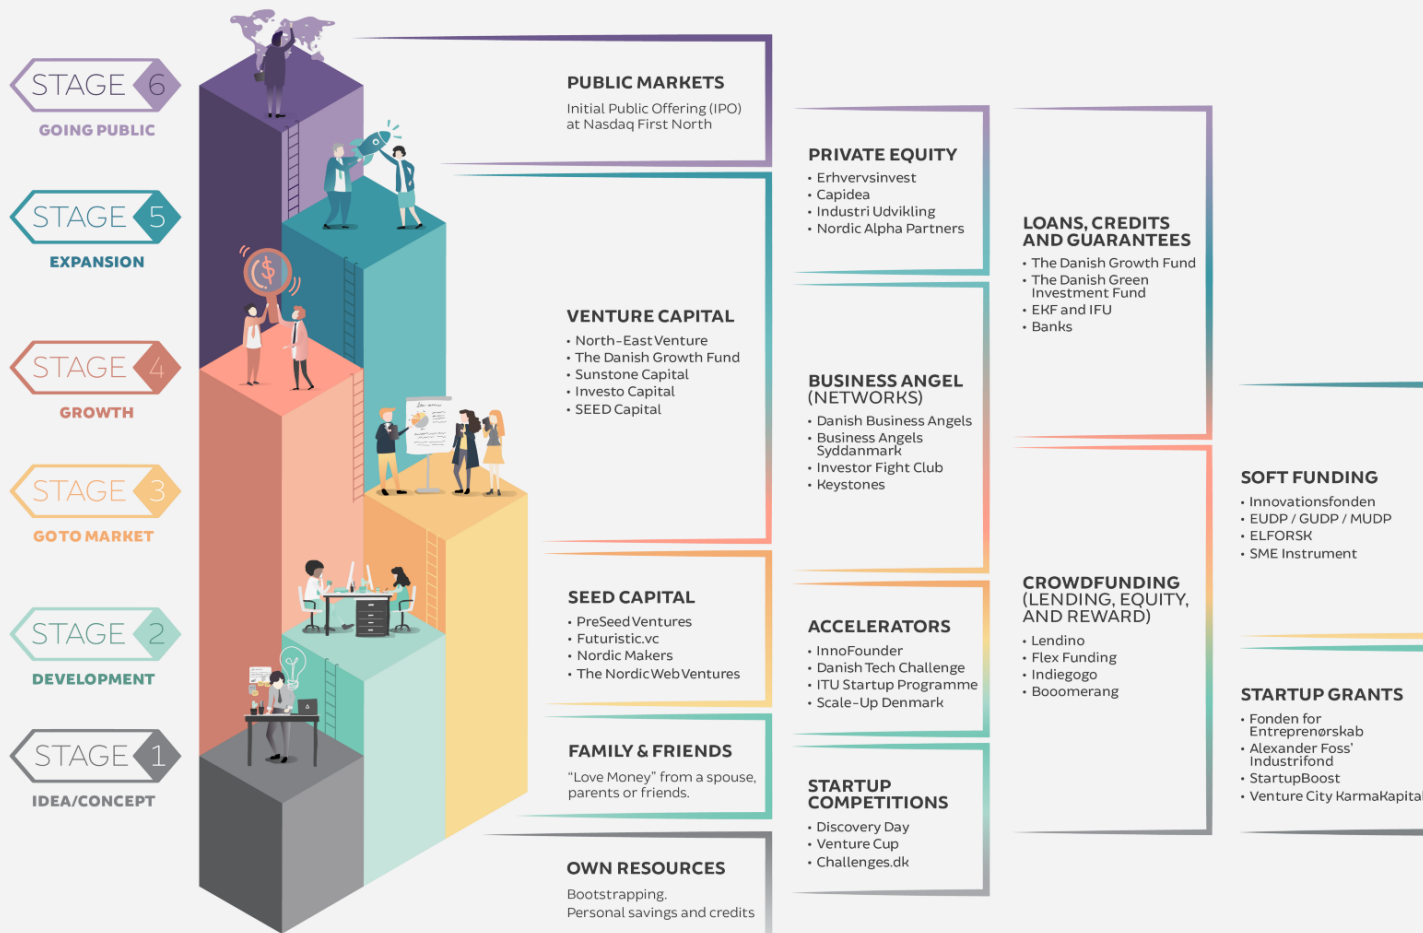 STAGE 6
GOING PUBLIC
STAGE 5
EXPANSION
STAGE 4
GROWTH
STAGE 3
GOTO MARKET
STAGE 2
DEVELOPMENT
STAGE 1
IDEA/CONCEPT
$
PUBLIC MARKETS
Initial Public Offering (IPO)
at Nasdaq First North
VENTURE CAPITAL
• North-East Venture
• The Danish Growth Fund
• Sunstone Capital
• Investo Capital
• SEED Capital
SEED CAPITAL
• PreSeed Ventures
• Futuristic.vc
• Nordic Makers
• The Nordic Web Ventures
FAMILY & FRIENDS
“Love Money” from a spouse,
parents or friends.
OWN RESOURCES
Bootstrapping.
Personal savings and credits
PRIVATE EQUITY
• Erhvervsinvest
• Capidea
• Industri Udvikling
• Nordic Alpha Partners
BUSINESS ANGEL
(NETWORKS)
• Danish Business Angels
• Business Angels
Syddanmark
• Investor Fight Club
• Keystones
ACCELERATORS
• InnoFounder
• Danish Tech Challenge
• ITU Startup Programme
• Scale-Up Denmark
STARTUP
COMPETITIONS
• Discovery Day
• Venture Cup
• Challenges.dk
LOANS, CREDITS
AND GUARANTEES
• The Danish Growth Fund
• The Danish Green
Investment Fund
• EKF and IFU
• Banks
CROWDFUNDING
(LENDING, EQUITY,
AND REWARD)
• Lendino
• Flex Funding
• Indiegogo
• Booomerang
SOFT FUNDING
• Innovationsfonden
• EUDP / GUDP / MUDP
• ELFORSK
• SME Instrument
STARTUP GRANTS
• Fonden for
Entreprenørskab
• Alexander Foss’
Industrifond
• StartupBoost
• Venture City KarmaKapital